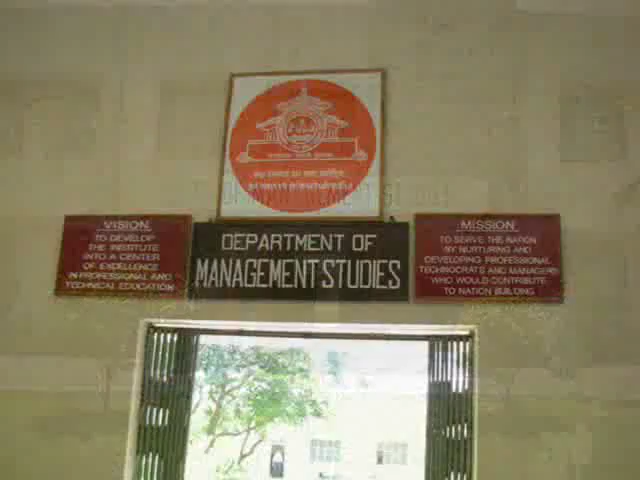 VISION
TO DEVELOP
THE INSTITUTE
INTO A CENTER
OF EXCELLENCE
IN PROFESSIONAL AND
TECHNICAL EDUCATION
DEPARTMENT OF
MANAGEMENT STUDIES
MISSION
TO SERVE THE NATION
BY NURTURING AND
DEVELOPING PROFESSIONAL
TECHNOCRATS AND MANAGERS
WHO WOULD CONTRIBUTE
TO NATION BUILDING